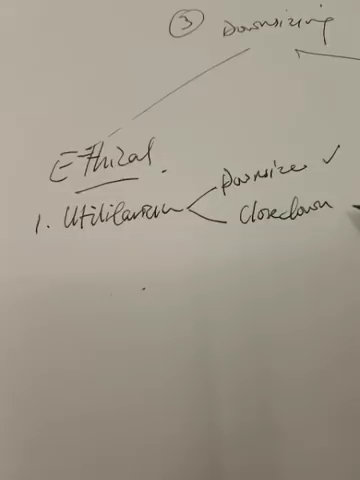 ③ Downsizing
Ethical.
1. Utilitarian
Downsize ✓
Closedown